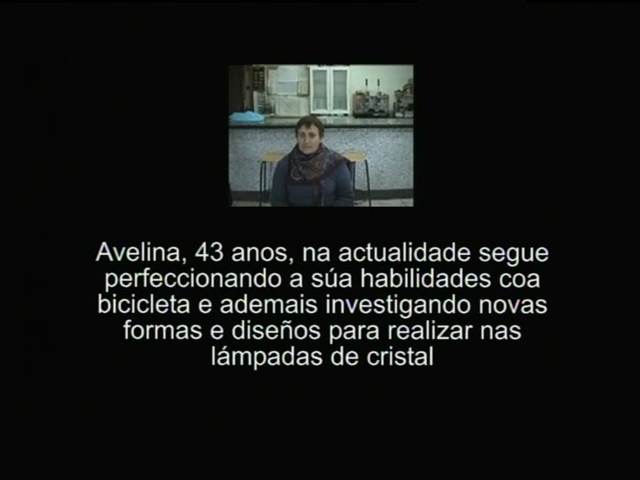 Avelina, 43 anos, na actualidade segue
perfeccionando a súa habilidades coa
bicicleta e ademais investigando novas
formas e diseños para realizar nas
lámpadas de cristal